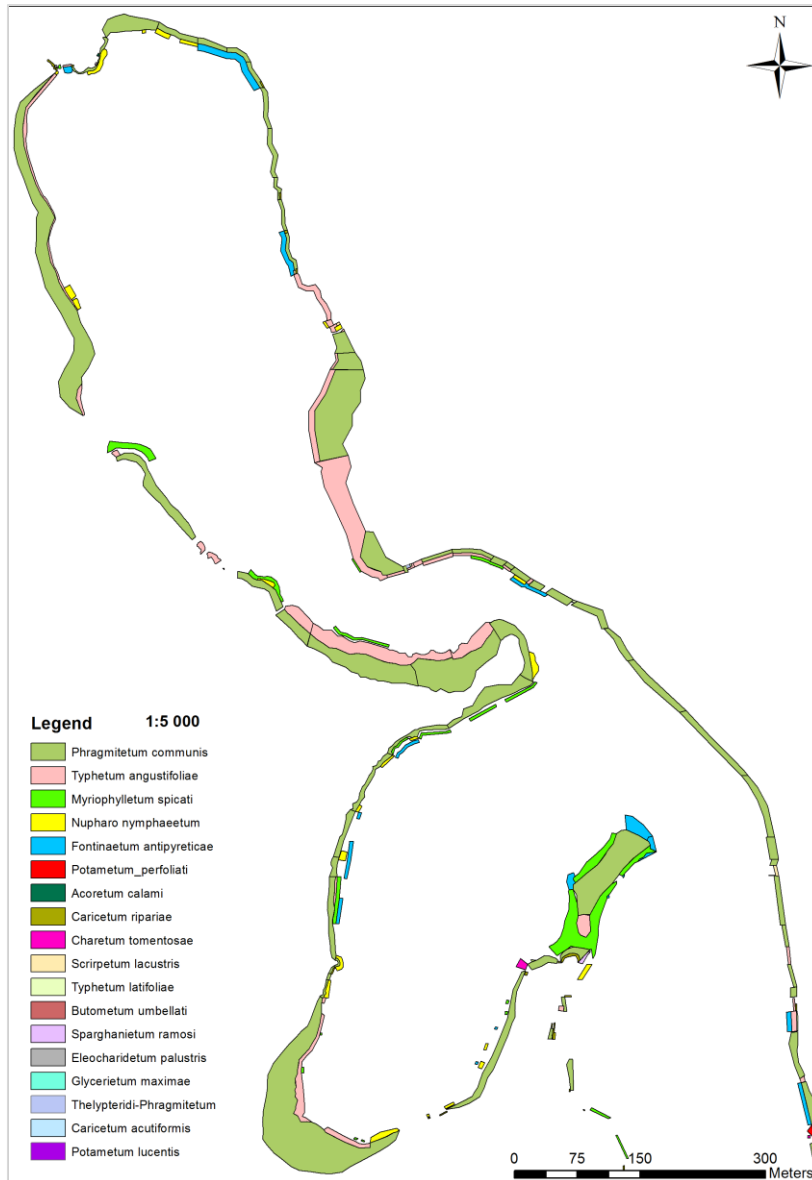 N
Legend 1:5 000
Phragmitetum communis
Typhetum angustifoliae
Myriophylletum spicati
Nupharo nymphaeetum
Fontinaetum antipyreticae
Potametum_perfoliati
Acoretum calami
Caricetum ripariae
Charetum tomentosae
Scrirpetum lacustris
Typhetum latifoliae
Butometum umbellati
Sparghanietum ramosi
Eleocharidetum palustris
Glycerietum maximae
Thelypteridi-Phragmitetum
Caricetum acutiformis
Potametum lucentis
0 75 150 300
Meters